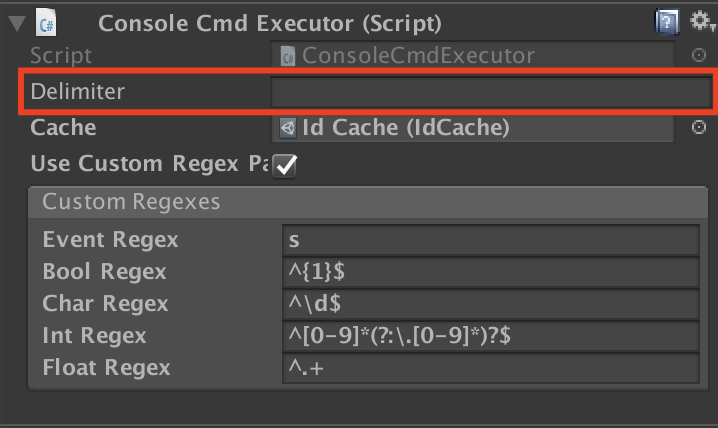 Console Cmd Executor (Script)
Script ConsoleCmdExecutor
Delimiter
Cache Id Cache (IdCache)
Use Custom Regex Pa
Custom Regexes
Event Regex s
Bool Regex ^{1}$
Char Regex ^\d$
Int Regex ^[0-9]*(?:\.[0-9]*)?$
Float Regex ^.+